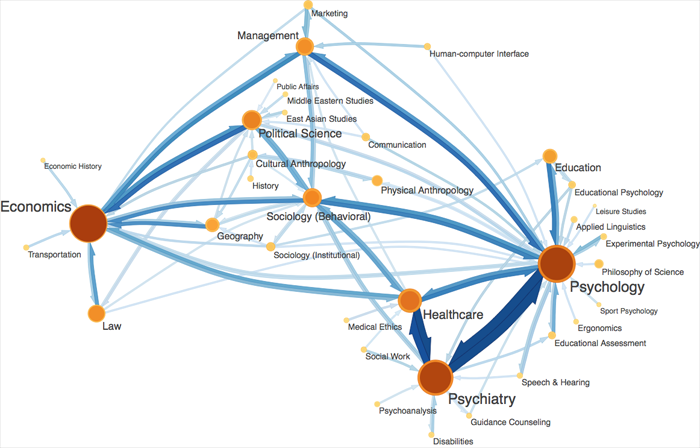 Marketing
Management
Human-computer Interface
Public Affairs
Middle Eastern Studies
East Asian Studies
Political Science
Communication
Cultural Anthropology
Education
Economic History
History
Physical Anthropology
Educational Psychology
Economics
Leisure Studies
Sociology (Behavioral)
Applied Linguistics
Geography
Experimental Psychology
Transportation
Sociology (Institutional)
Philosophy of Science
Psychology
Sport Psychology
Law
Healthcare
Medical Ethics
Ergonomics
Educational Assessment
Social Work
Speech & Hearing
Psychiatry
Psychoanalysis
Guidance Counseling
Disabilities